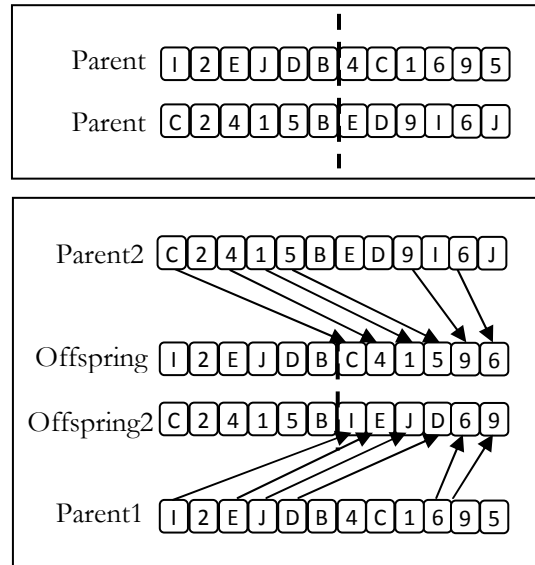 Parent I 2 E J D B 4 C 1 6 9 5
Parent C 2 4 1 5 B E D 9 I 6 J
Parent2 C 2 4 1 5 B E D 9 I 6 J
Offspring I 2 E J D B C 4 1 5 9 6
Offspring2 C 2 4 1 5 B I E J D 6 9
Parent1 I 2 E J D B 4 C 1 6 9 5